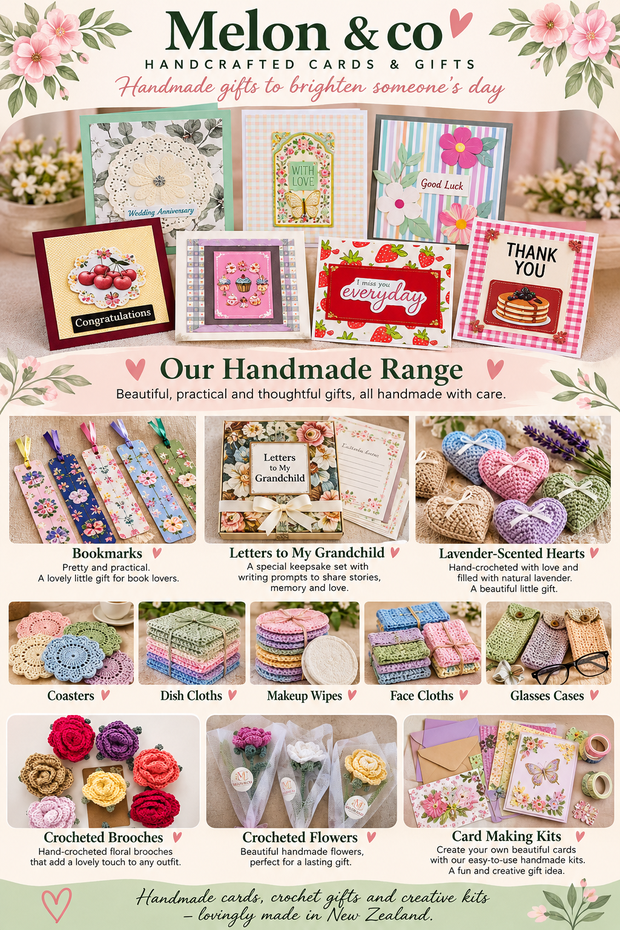 Melon & co
HANDCRAFTED CARDS & GIFTS
Handmade gifts to brighten someone's day
Wedding Anniversary
WITH
LOVE
Good Luck
Congratulations
I miss you
everyday
THANK
YOU
Our Handmade Range
Beautiful, practical and thoughtful gifts, all handmade with care.
Letters
to My
Grandchild
Bookmarks
Pretty and practical.
A lovely little gift for book lovers.
Letters to My Grandchild
A special keepsake set with
writing prompts to share stories,
memory and love.
Lavender-Scented Hearts
Hand-crocheted with love and
filled with natural lavender.
A beautiful little gift.
Coasters
Dish Cloths
Makeup Wipes
Face Cloths
Glasses Cases
Crocheted Brooches
Hand-crocheted floral brooches
that add a lovely touch to any outfit.
Crocheted Flowers
Beautiful handmade flowers,
perfect for a lasting gift.
Card Making Kits
Create your own beautiful cards
with our easy-to-use handmade kits.
A fun and creative gift idea.
Handmade cards, crochet gifts and creative kits
– lovingly made in New Zealand.